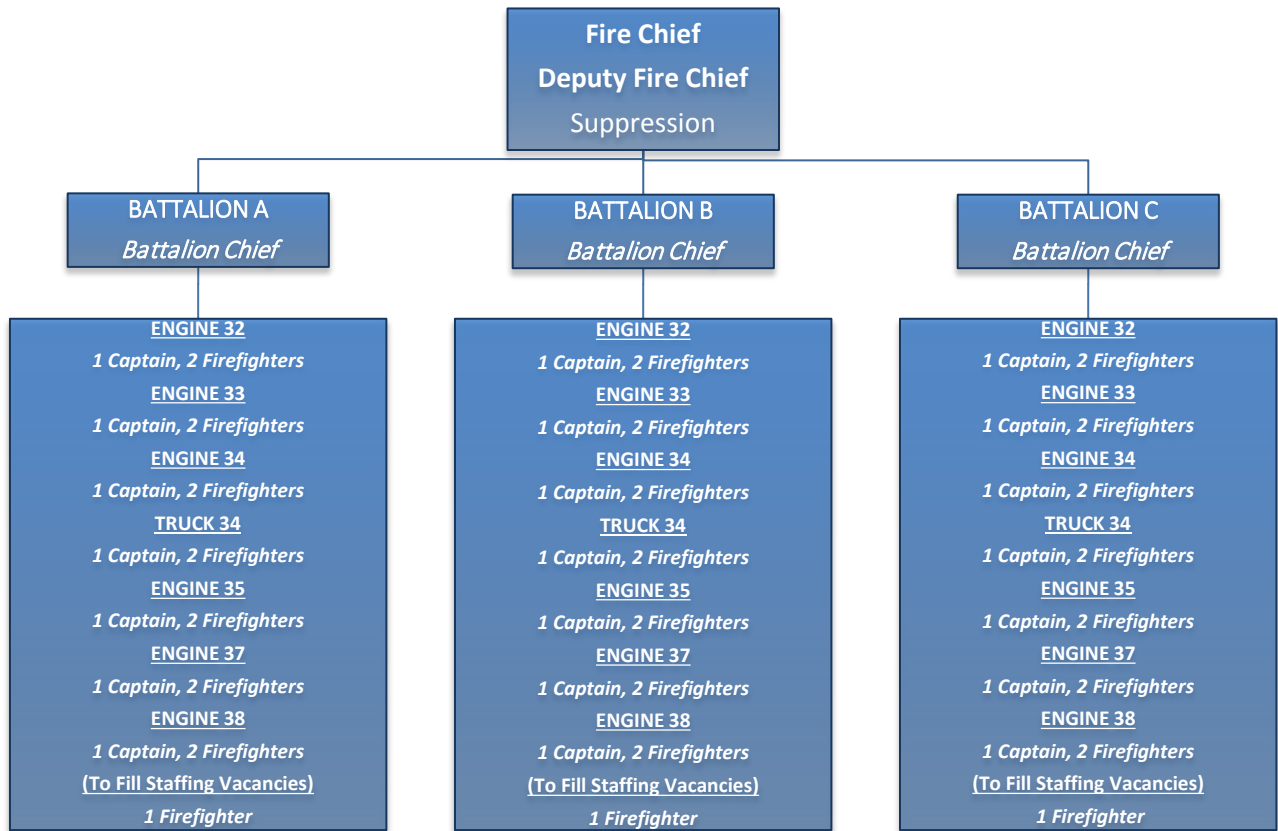 Fire Chief
Deputy Fire Chief
Suppression
BATTALION A
Battalion Chief
BATTALION B
Battalion Chief
BATTALION C
Battalion Chief
ENGINE 32
1 Captain, 2 Firefighters
ENGINE 33
1 Captain, 2 Firefighters
ENGINE 34
1 Captain, 2 Firefighters
TRUCK 34
1 Captain, 2 Firefighters
ENGINE 35
1 Captain, 2 Firefighters
ENGINE 37
1 Captain, 2 Firefighters
ENGINE 38
1 Captain, 2 Firefighters
(To Fill Staffing Vacancies)
1 Firefighter
ENGINE 32
1 Captain, 2 Firefighters
ENGINE 33
1 Captain, 2 Firefighters
ENGINE 34
1 Captain, 2 Firefighters
TRUCK 34
1 Captain, 2 Firefighters
ENGINE 35
1 Captain, 2 Firefighters
ENGINE 37
1 Captain, 2 Firefighters
ENGINE 38
1 Captain, 2 Firefighters
(To Fill Staffing Vacancies)
1 Firefighter
ENGINE 32
1 Captain, 2 Firefighters
ENGINE 33
1 Captain, 2 Firefighters
ENGINE 34
1 Captain, 2 Firefighters
TRUCK 34
1 Captain, 2 Firefighters
ENGINE 35
1 Captain, 2 Firefighters
ENGINE 37
1 Captain, 2 Firefighters
ENGINE 38
1 Captain, 2 Firefighters
(To Fill Staffing Vacancies)
1 Firefighter